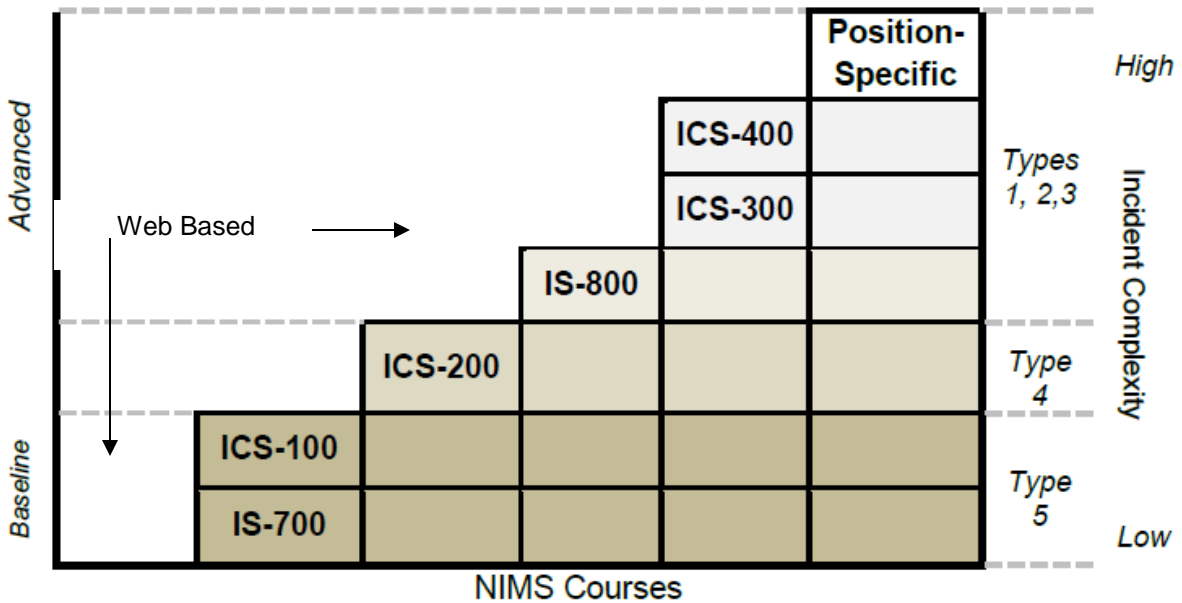 Position-
Specific
High
ICS-400
Types
1, 2,3
Advanced
ICS-300
Web Based
IS-800
Incident Complexity
ICS-200
Type
4
ICS-100
Baseline
Type
5
IS-700
Low
NIMS Courses